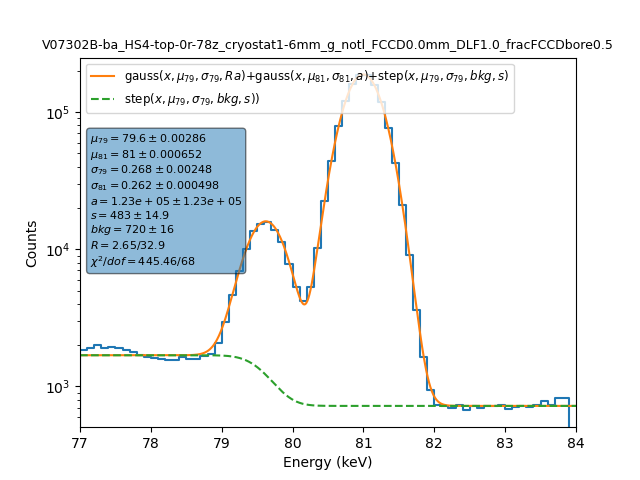 V07302B-ba_HS4-top-0r-78z_cryostat1-6mm_g_notl_FCCD0.0mm_DLF1.0_fracFCCDbore0.5
gauss(x, μ₇₉, σ₇₉, Ra)+gauss(x, μ₈₁, σ₈₁, a)+step(x, μ₇₉, σ₇₉, bkg, s)
step(x, μ₇₉, σ₇₉, bkg, s))
μ₇₉ = 79.6 ± 0.00286
μ₈₁ = 81 ± 0.000652
σ₇₉ = 0.268 ± 0.00248
σ₈₁ = 0.262 ± 0.000498
a = 1.23e + 05 ± 1.23e + 05
s = 483 ± 14.9
bkg = 720 ± 16
R = 2.65/32.9
χ²/dof = 445.46/68
10⁵
10⁴
10³
Counts
77 78 79 80 81 82 83 84
Energy (keV)